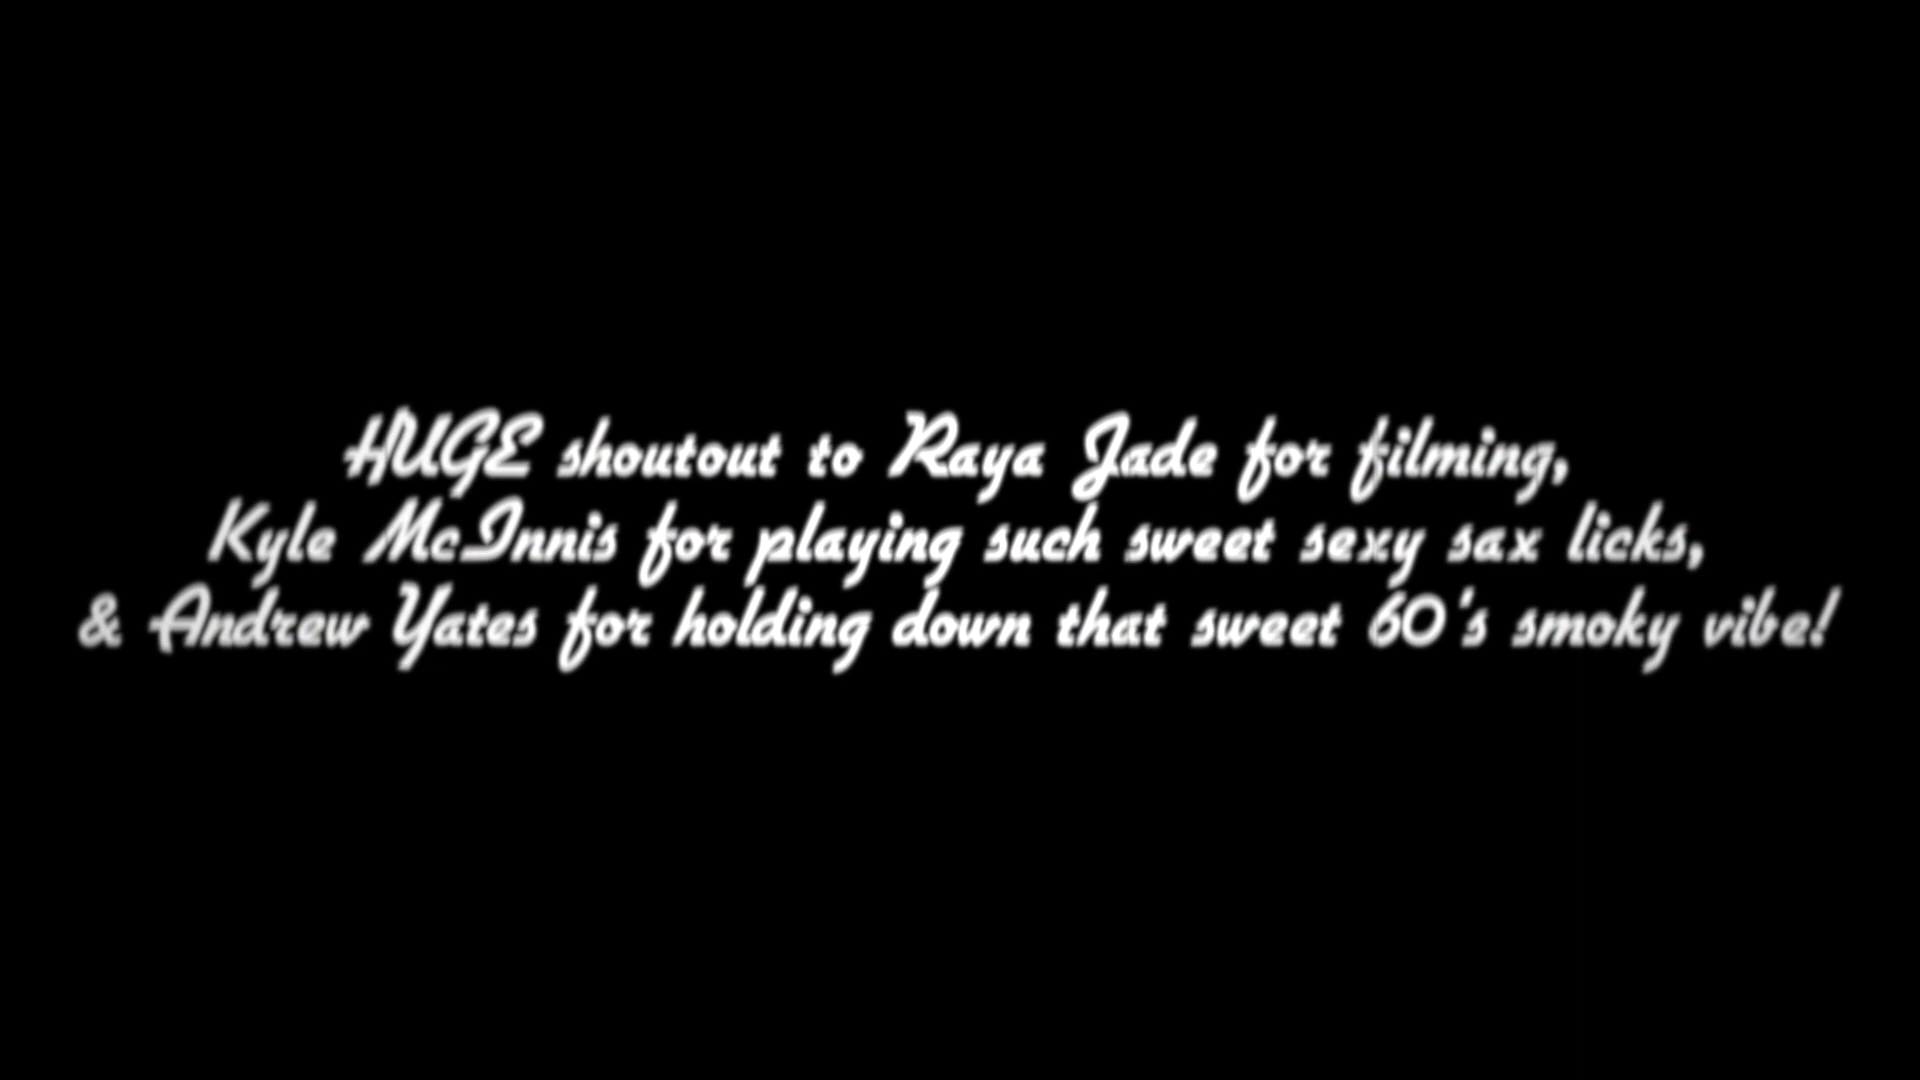 HUGE shoutout to Raya Jade for filming,
Kyle McInnis for playing such sweet sexy sax licks,
& Andrew Yates for holding down that sweet 60's smoky vibe!